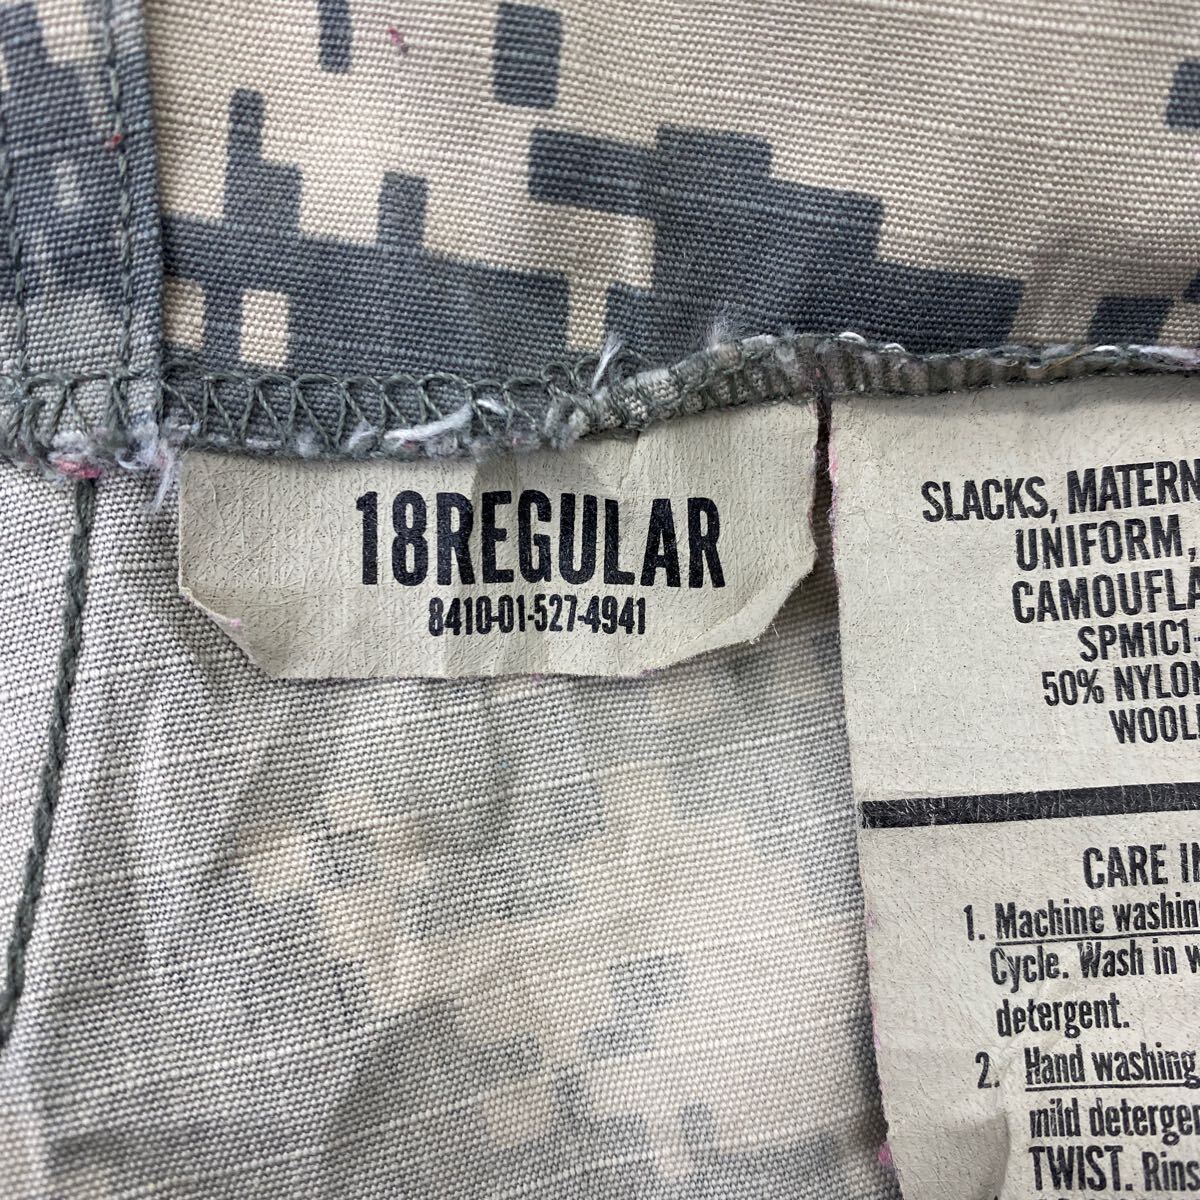 18REGULAR
8410-01-527-4941
SLACKS, MATERN
UNIFORM,
CAMOUFLA
SPM1C1-
50% NYLON
WOOL
CARE IN
1. Machine washing
Cycle. Wash in w
detergent.
2. Hand washing
mild deterge
TWIST. Rins